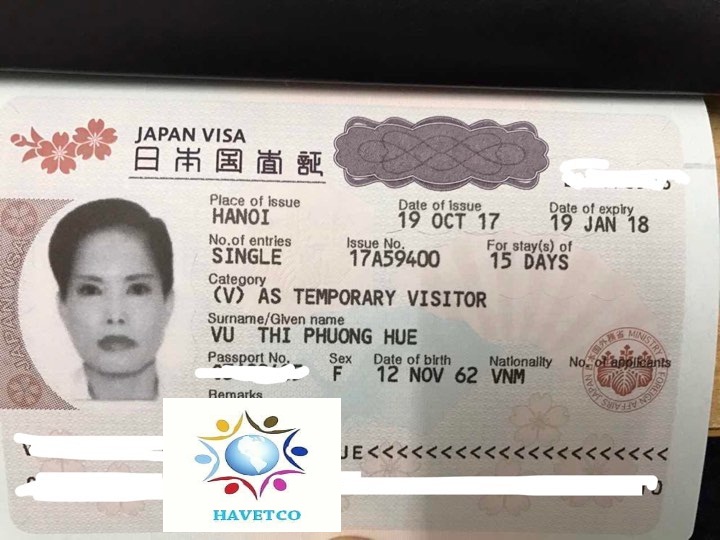 JAPAN VISA
日本国査証
Place of issue Date of issue Date of expiry
HANOI 19 OCT 17 19 JAN 18
No.of entries Issue No. For stay(s) of
SINGLE 17A59400 15 DAYS
Category
(V) AS TEMPORARY VISITOR
Surname/Given name
VU THI PHUONG HUE
Passport No. Sex Date of birth Nationality No. of applicants
F 12 NOV 62 VNM
Remarks
JAPAN VISA
UE<<<<<<<<<<<<<<<<<<<<<<
HAVETCO